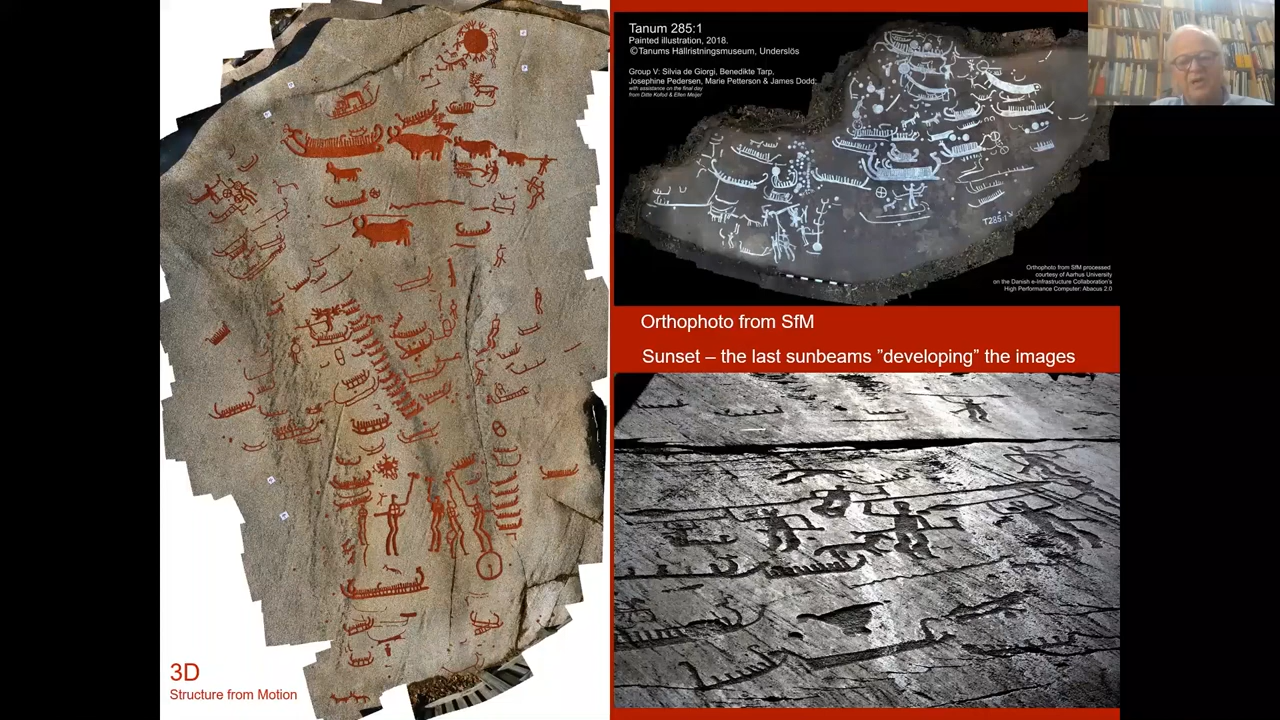 Tanum 285:1
Painted illustration, 2018.
©Tanums Hällristningsmuseum, Underslös
Group V: Silvia de Giorgi, Benedikte Tarp,
Josephine Pedersen, Marie Petterson & James Dodd;
with assistance on the final day
from Ditte Kofod & Ellen Meijer
T285:1
Orthophoto from SfM processed
courtesy of Aarhus University
on the Danish e-Infrastructure Collaboration's
High Performance Computer: Abacus 2.0
Orthophoto from SfM
Sunset – the last sunbeams ”developing” the images
3D
Structure from Motion